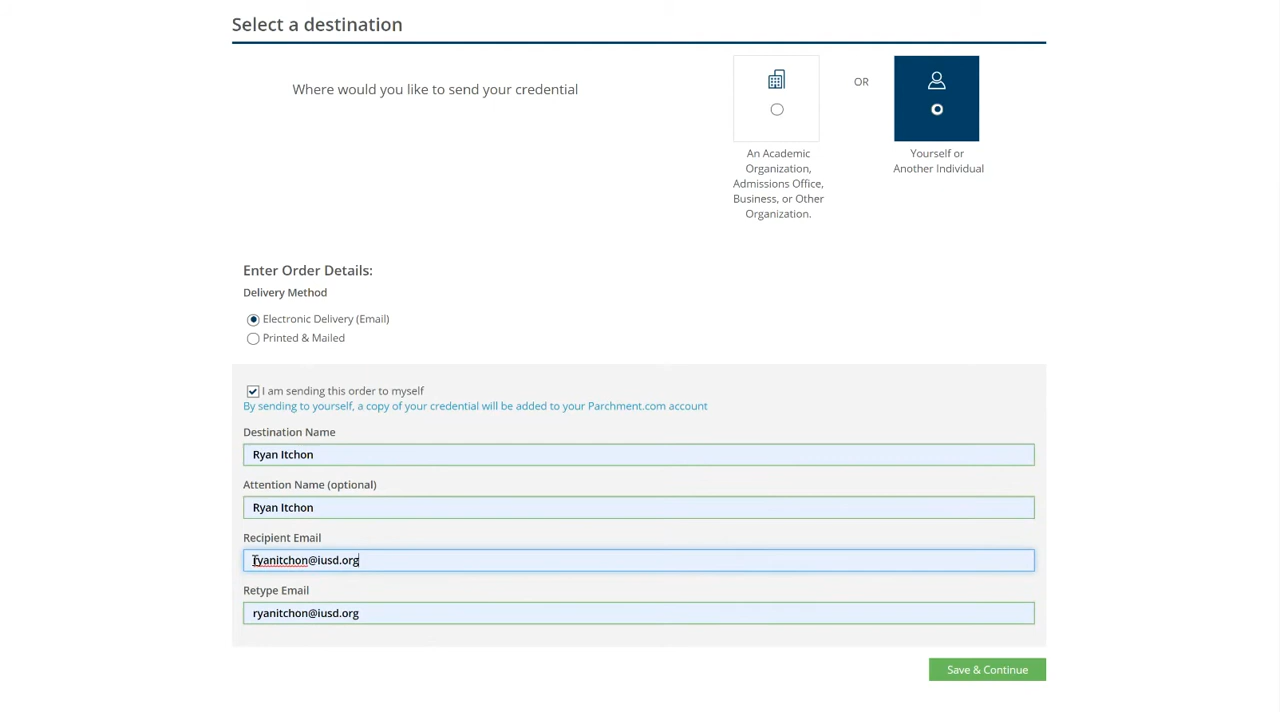 Select a destination
Where would you like to send your credential
OR
An Academic
Organization,
Admissions Office,
Business, or Other
Organization.
Yourself or
Another Individual
Enter Order Details:
Delivery Method
Electronic Delivery (Email)
Printed & Mailed
I am sending this order to myself
By sending to yourself, a copy of your credential will be added to your Parchment.com account
Destination Name
Ryan Itchon
Attention Name (optional)
Ryan Itchon
Recipient Email
ryanitchon@iusd.org
Retype Email
ryanitchon@iusd.org
Save & Continue